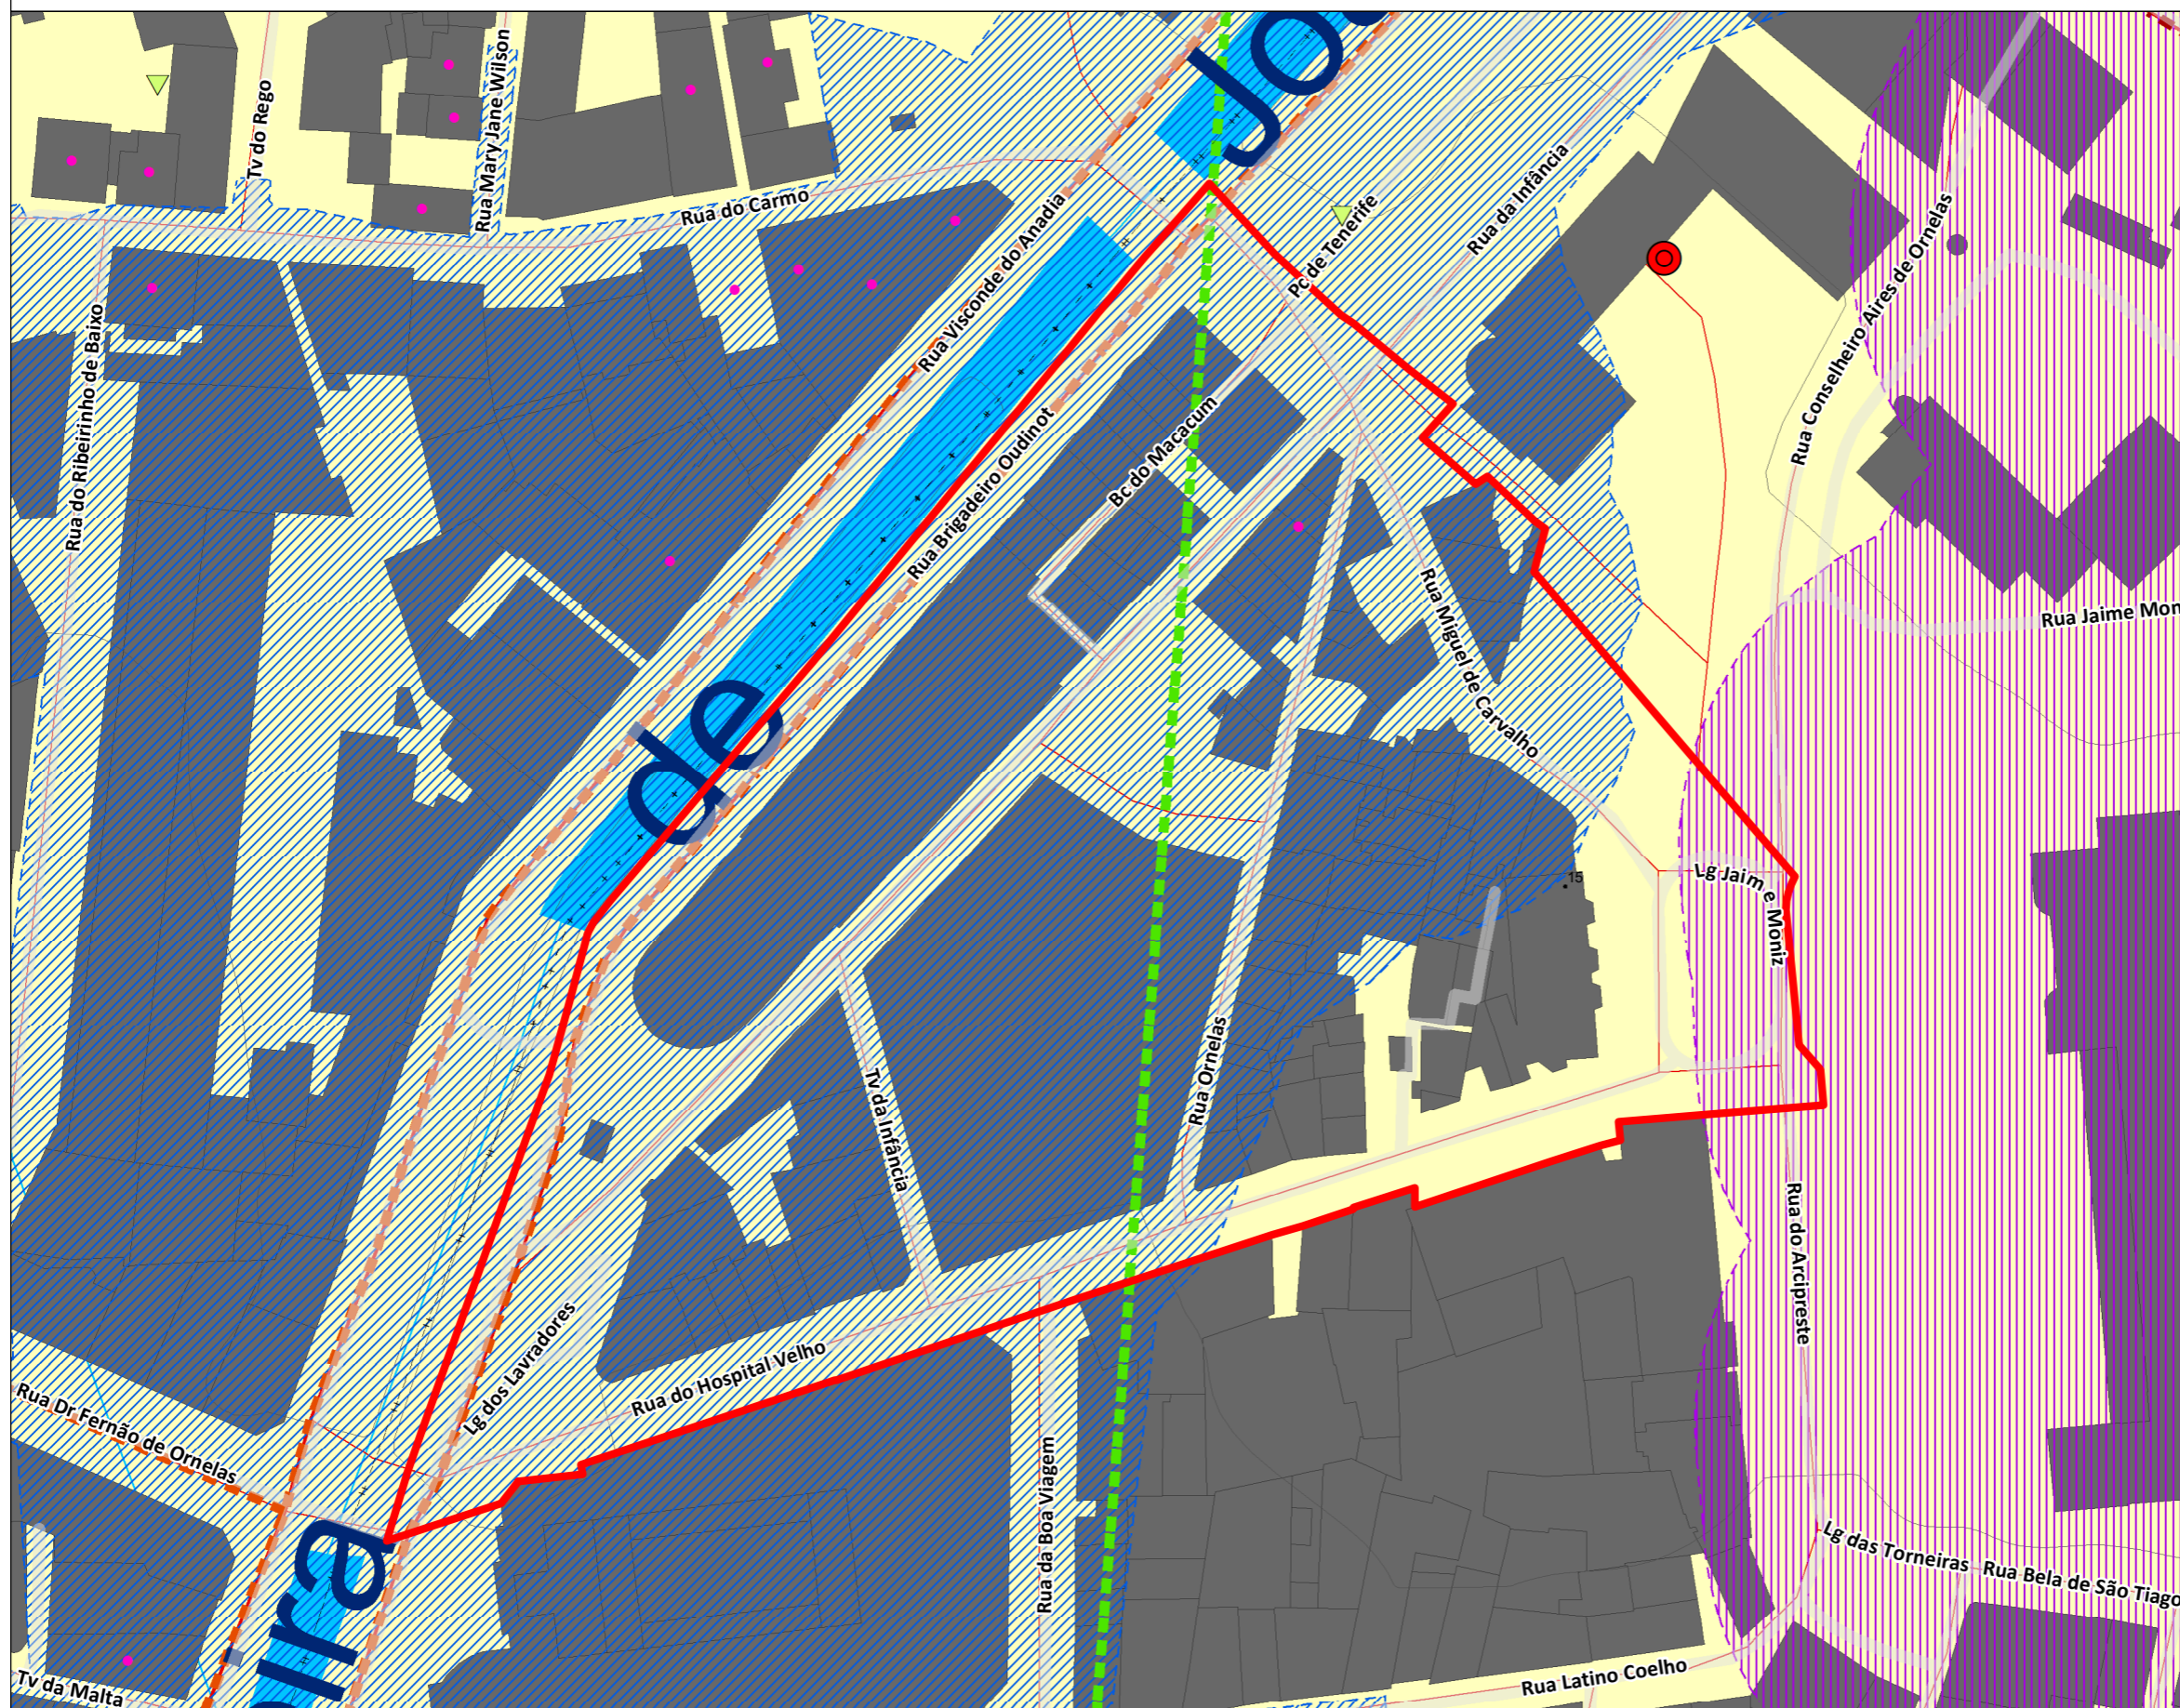 Tv do Rego
Rua Mary Jane Wilson
Rua do Carmo
Rua Visconde do Anadia
Pc de Tenerife
Rua da Infância
Rua Conselheiro Aires de Ornelas
Rua do Ribeirinho de Baixo
Bc do Macacum
Rua Brigadeiro Oudinot
Rua Miguel de Carvalho
Rua Jaime Mon
de
Lg Jaime Moniz
15
Rua Ornelas
Tv da Infância
Rua do Arcipreste
Lg dos Lavradores
Rua do Hospital Velho
Rua Dr Fernão de Ornelas
Rua da Boa Viagem
Lg das Torneiras
Rua Bela de São Tiago
Rua Latino Coelho
Tv da Malta